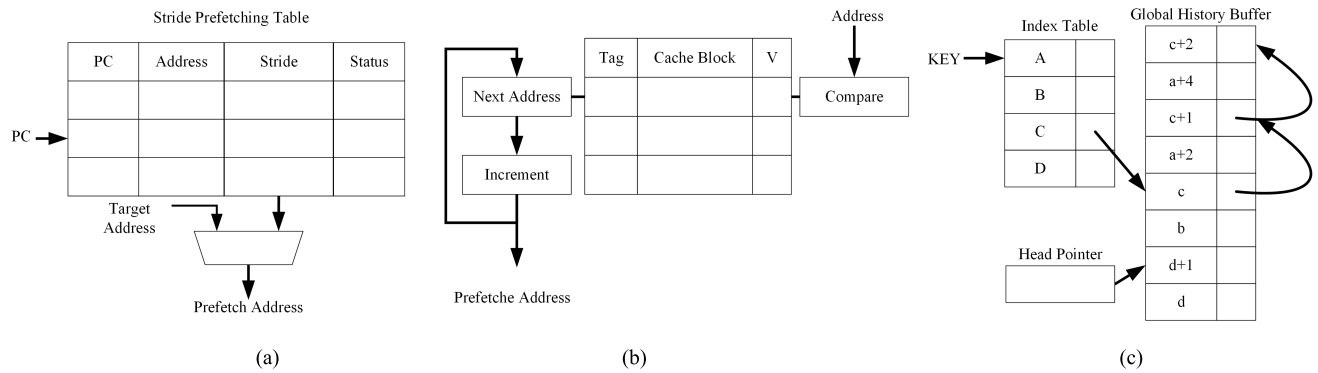 Stride Prefetching Table
PC Address Stride Status
PC
Target
Address
Prefetch Address
(a)
Address
Tag Cache Block V
Next Address
Compare
Increment
Prefetche Address
(b)
Index Table
Global History Buffer
KEY
A
B
C
D
c+2
a+4
c+1
a+2
c
b
d+1
d
Head Pointer
(c)